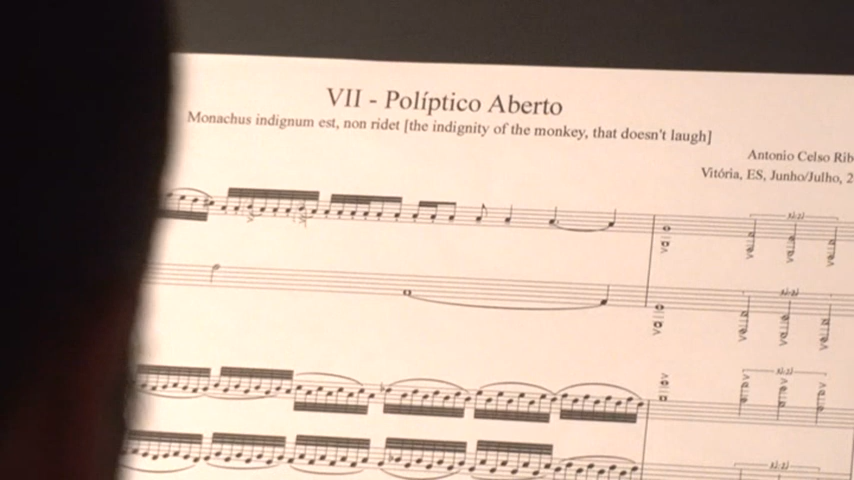 VII - Políptico Aberto
Monachus indignum est, non ridet [the indignity of the monkey, that doesn't laugh]
Antonio Celso Rib
Vitória, ES, Junho/Julho, 2